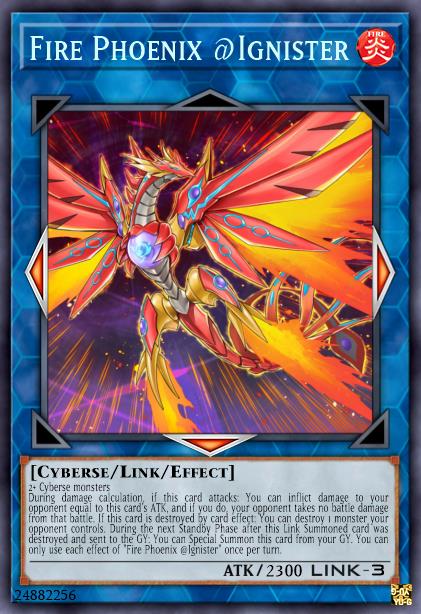 Fire Phoenix @Ignister
FIRE
炎
[Cyberse/Link/Effect]
2+ Cyberse monsters
During damage calculation, if this card attacks: You can inflict damage to your
opponent equal to this card's ATK, and if you do, your opponent takes no battle damage
from that battle. If this card is destroyed by card effect: You can destroy 1 monster your
opponent controls. During the next Standby Phase after this Link Summoned card was
destroyed and sent to the GY: You can Special Summon this card from your GY. You can
only use each effect of "Fire Phoenix @Ignister" once per turn.
ATK/2300 LINK-3
24882256